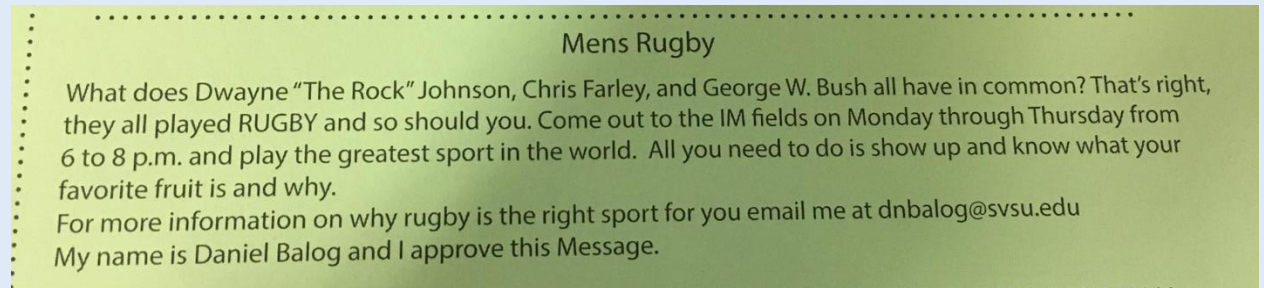 Mens Rugby
What does Dwayne “The Rock” Johnson, Chris Farley, and George W. Bush all have in common? That’s right,
they all played RUGBY and so should you. Come out to the IM fields on Monday through Thursday from
6 to 8 p.m. and play the greatest sport in the world.  All you need to do is show up and know what your
favorite fruit is and why.
For more information on why rugby is the right sport for you email me at dnbalog@svsu.edu
My name is Daniel Balog and I approve this Message.